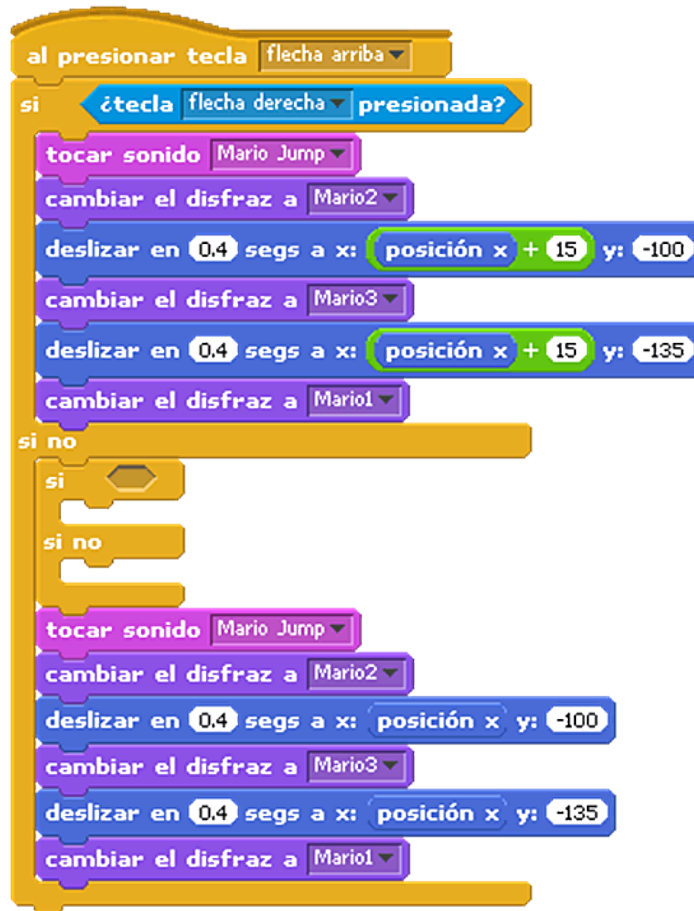 al presionar tecla flecha arriba
si ¿tecla flecha derecha presionada?
tocar sonido Mario Jump
cambiar el disfraz a Mario2
deslizar en 0.4 segs a x: posición x + 15 y: -100
cambiar el disfraz a Mario3
deslizar en 0.4 segs a x: posición x + 15 y: -135
cambiar el disfraz a Mario1
si no
si
si no
tocar sonido Mario Jump
cambiar el disfraz a Mario2
deslizar en 0.4 segs a x: posición x y: -100
cambiar el disfraz a Mario3
deslizar en 0.4 segs a x: posición x y: -135
cambiar el disfraz a Mario1